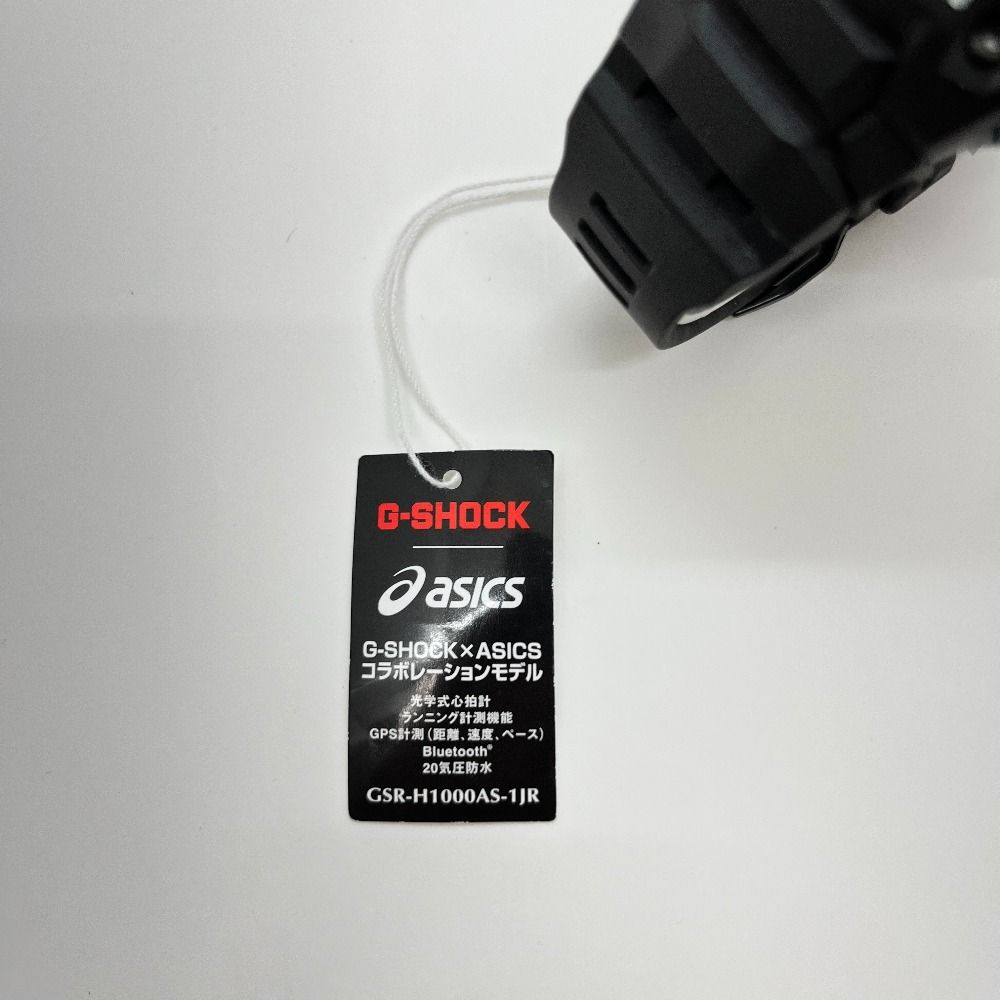 G-SHOCK
asics
G-SHOCK×ASICS
コラボレーションモデル
光学式心拍計
ランニング計測機能
GPS計測(距離、速度、ペース)
Bluetooth®
20気圧防水
GSR-H1000AS-1JR